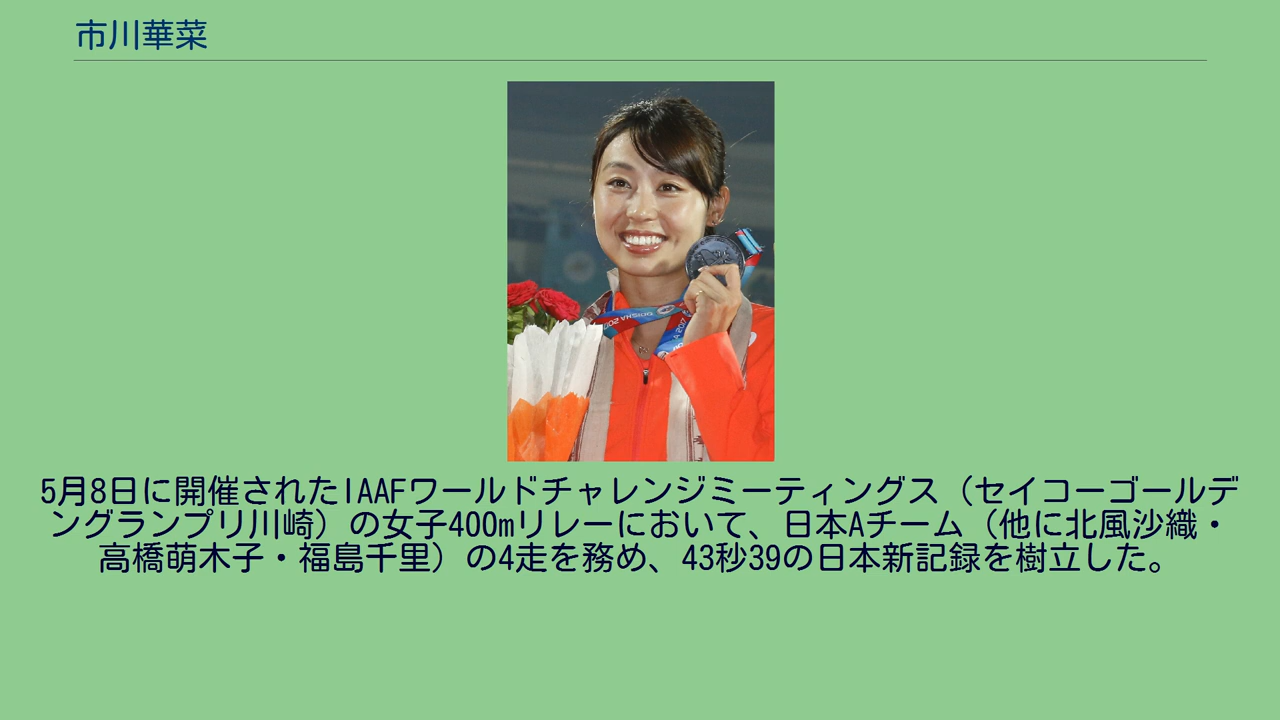 市川華菜
ODISHA 2017
5月8日に開催されたIAAFワールドチャレンジミーティングス（セイコーゴールデ
ングランプリ川崎）の女子400mリレーにおいて、日本Aチーム（他に北風沙織・
高橋萌木子・福島千里）の4走を務め、43秒39の日本新記録を樹立した。